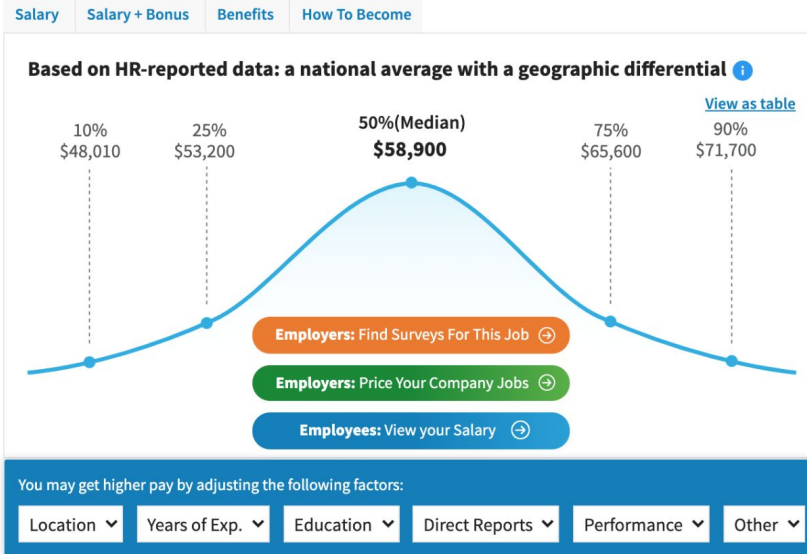 Salary
Salary + Bonus
Benefits
How To Become
Based on HR-reported data: a national average with a geographic differential i
View as table
10%
$48,010
25%
$53,200
50%(Median)
$58,900
75%
$65,600
90%
$71,700
Employers: Find Surveys For This Job
Employers: Price Your Company Jobs
Employees: View your Salary
You may get higher pay by adjusting the following factors:
Location
Years of Exp.
Education
Direct Reports
Performance
Other